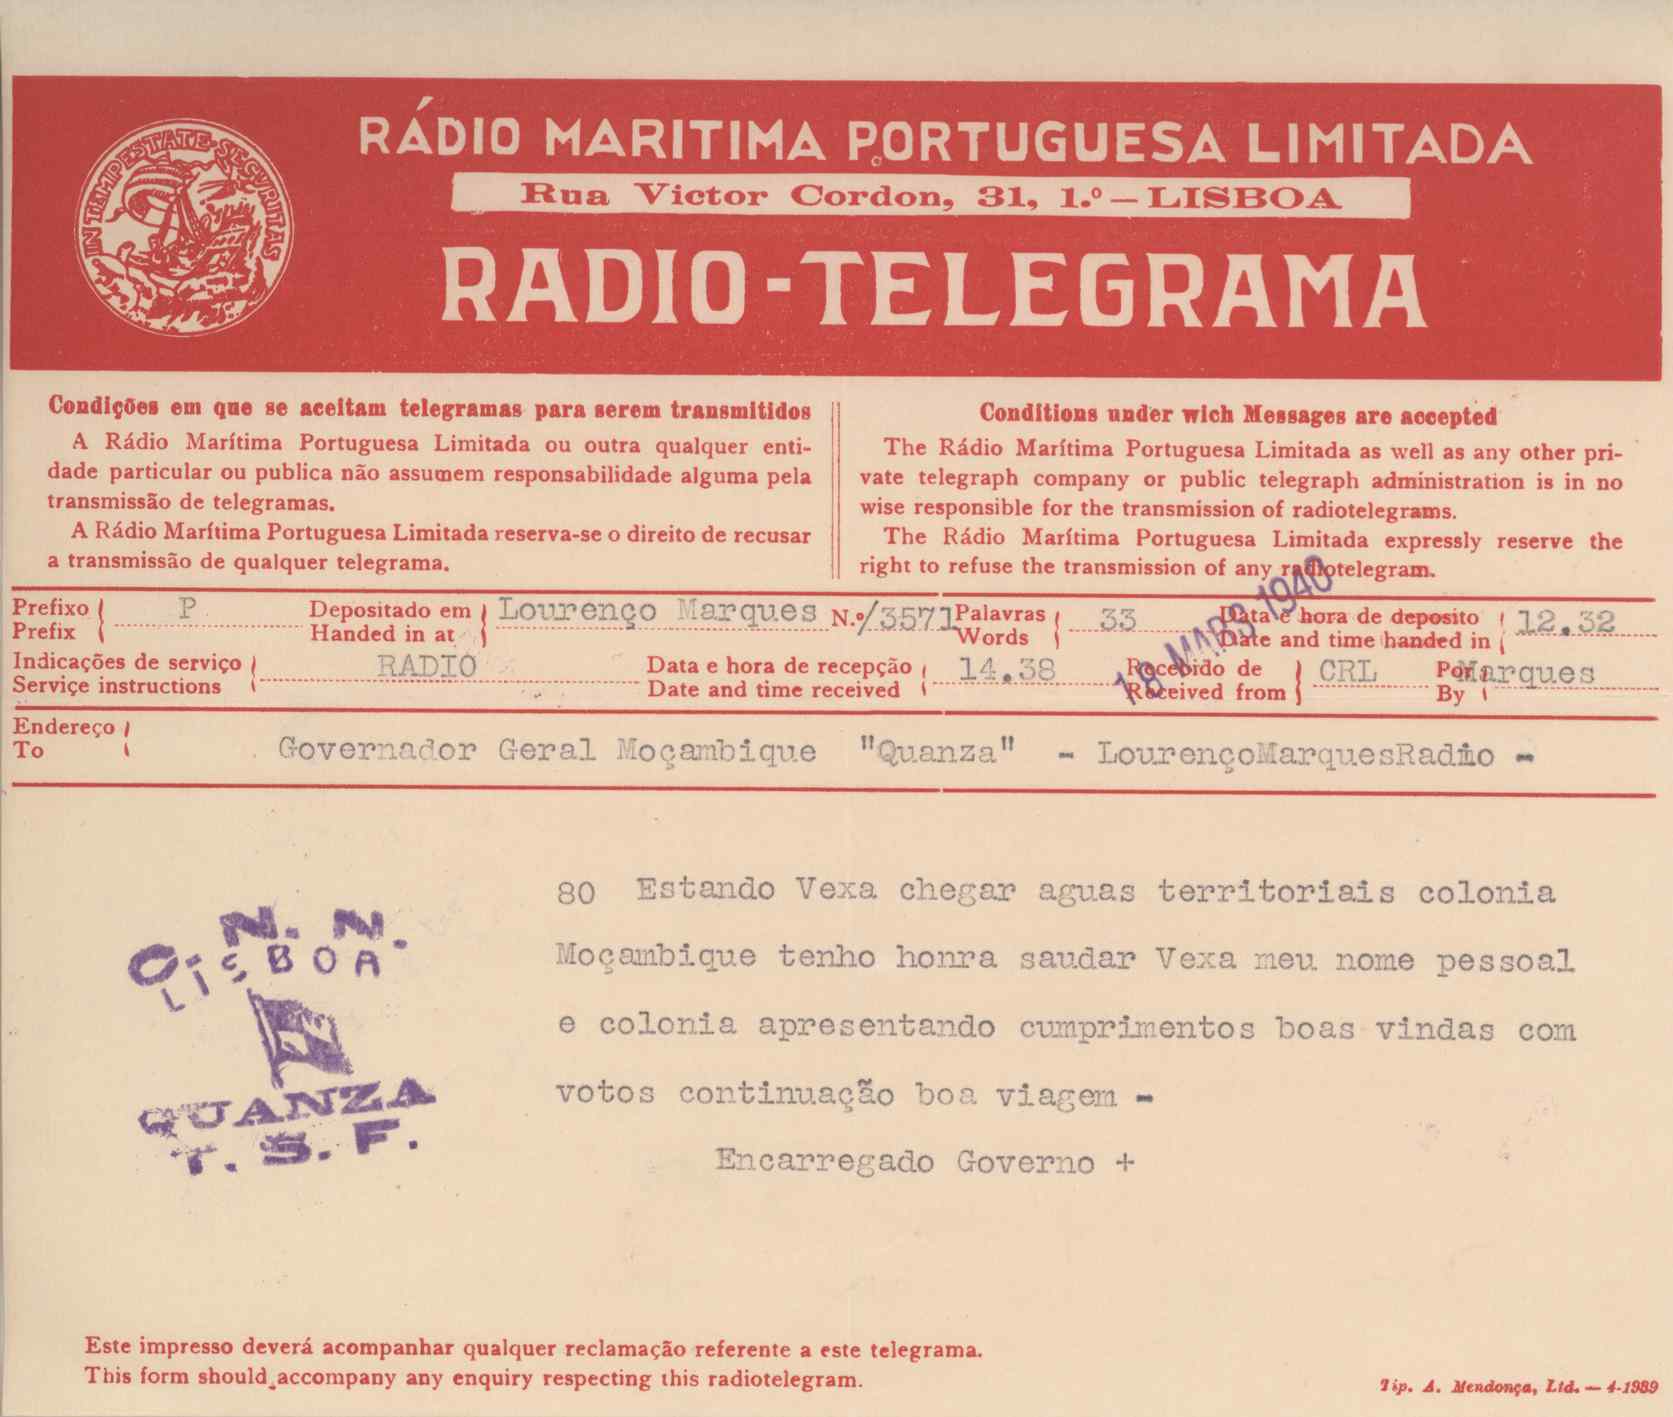 IN TEMPESTATE SECVRITAS
RÁDIO MARITIMA PORTUGUESA LIMITADA
Rua Victor Cordon, 31, 1.º — LISBOA
RADIO-TELEGRAMA
Condições em que se aceitam telegramas para serem transmitidos
A Rádio Marítima Portuguesa Limitada ou outra qualquer enti-
dade particular ou publica não assumem responsabilidade alguma pela
transmissão de telegramas.
A Rádio Marítima Portuguesa Limitada reserva-se o direito de recusar
a transmissão de qualquer telegrama.
Conditions under wich Messages are accepted
The Rádio Marítima Portuguesa Limitada as well as any other pri-
vate telegraph company or public telegraph administration is in no
wise responsible for the transmission of radiotelegrams.
The Rádio Marítima Portuguesa Limitada expressly reserve the
right to refuse the transmission of any radiotelegram.
18 MARS 1940
Prefixo P Depositado em Lourenço Marques N.º/3571 Palavras 33 Data e hora de deposito 12.32
Prefix Handed in at Words Date and time handed in
Indicações de serviço RADIO Data e hora de recepção 14.38 Recebido de CRL Por Marques
Service instructions Date and time received Received from By
Endereço
To Governador Geral Moçambique "Quanza" - LourençoMarquesRadio -
80 Estando Vexa chegar aguas territoriais colonia
Moçambique tenho honra saudar Vexa meu nome pessoal
e colonia apresentando cumprimentos boas vindas com
votos continuação boa viagem -
Encarregado Governo +
C. N. N.
LISBOA
QUANZA
T. S. F.
Este impresso deverá acompanhar qualquer reclamação referente a este telegrama.
This form should accompany any enquiry respecting this radiotelegram.
Tip. A. Mendonça, Ltd. — 4-1939